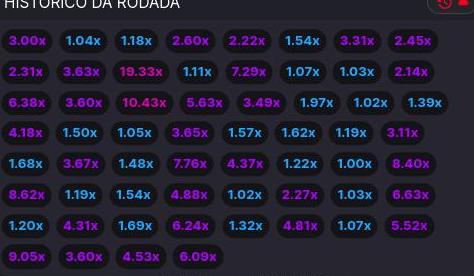 HISTÓRICO DA RODADA
3.00x 1.04x 1.18x 2.60x 2.22x 1.54x 3.31x 2.45x
2.31x 3.63x 19.33x 1.11x 7.29x 1.07x 1.03x 2.14x
6.38x 3.60x 10.43x 5.63x 3.49x 1.97x 1.02x 1.39x
4.18x 1.50x 1.05x 3.65x 1.57x 1.62x 1.19x 3.11x
1.68x 3.67x 1.48x 7.76x 4.37x 1.22x 1.00x 8.40x
8.62x 1.19x 1.54x 4.88x 1.02x 2.27x 1.03x 6.63x
1.20x 4.31x 1.69x 6.24x 1.32x 4.81x 1.07x 5.52x
9.05x 3.60x 4.53x 6.09x